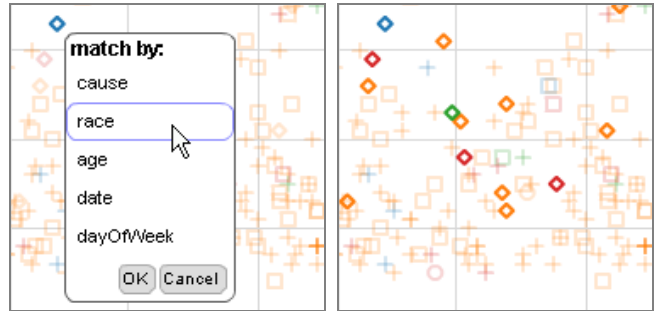 match by:
cause
race
age
date
dayOfWeek
OK Cancel